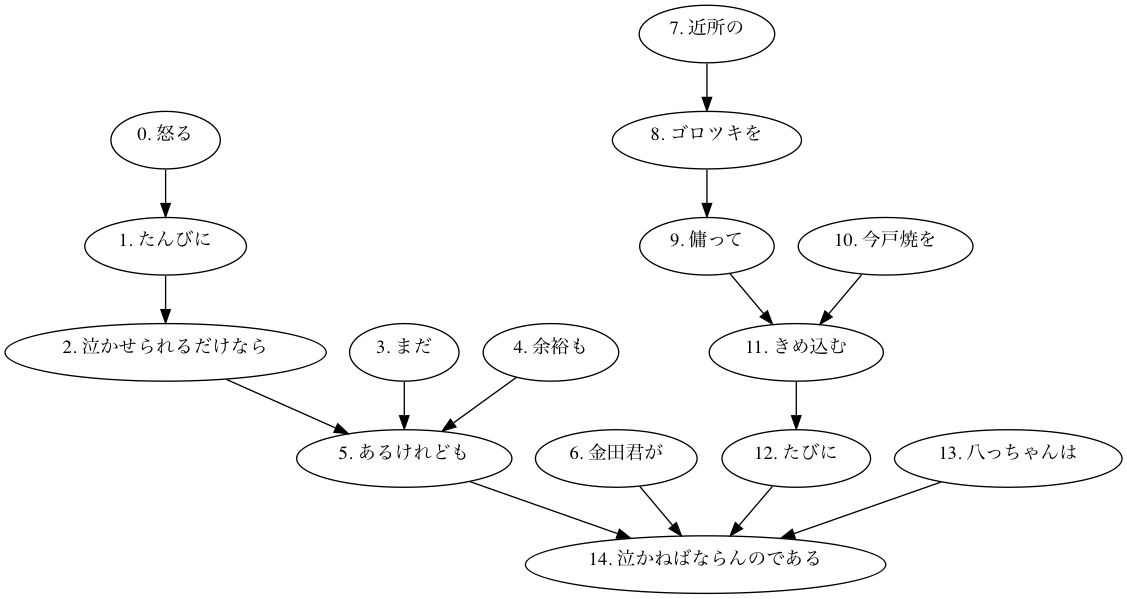 7. 近所の
0. 怒る
8. ゴロツキを
1. たんびに
9. 傭って
10. 今戸焼を
2. 泣かせられるだけなら
3. まだ
4. 余裕も
11. きめ込む
5. あるけれども
6. 金田君が
12. たびに
13. 八っちゃんは
14. 泣かねばならんのである